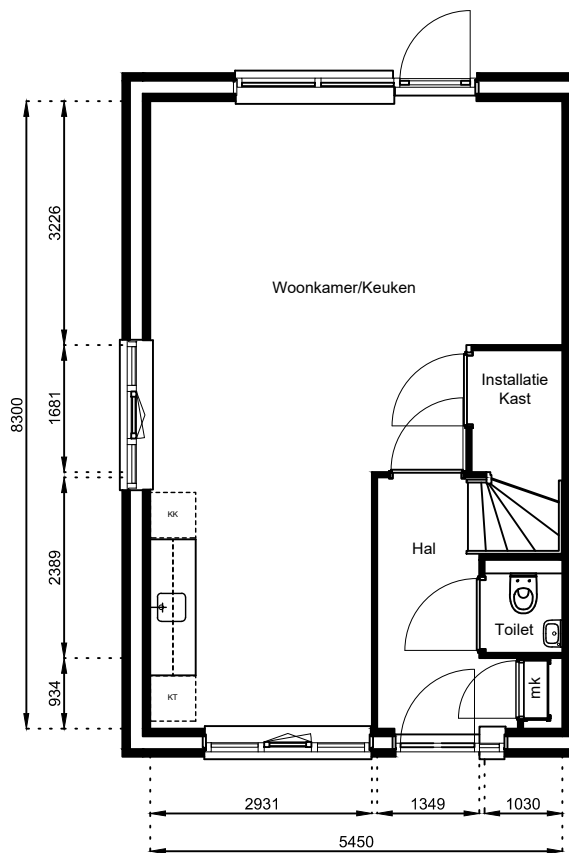 3226
Woonkamer/Keuken
8300
1681
Installatie
Kast
KK
2389
Hal
Toilet
934
KT
mk
2931
1349
1030
5450